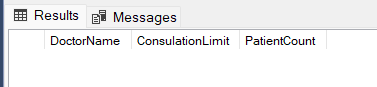 Results Messages
DoctorName ConsulationLimit PatientCount